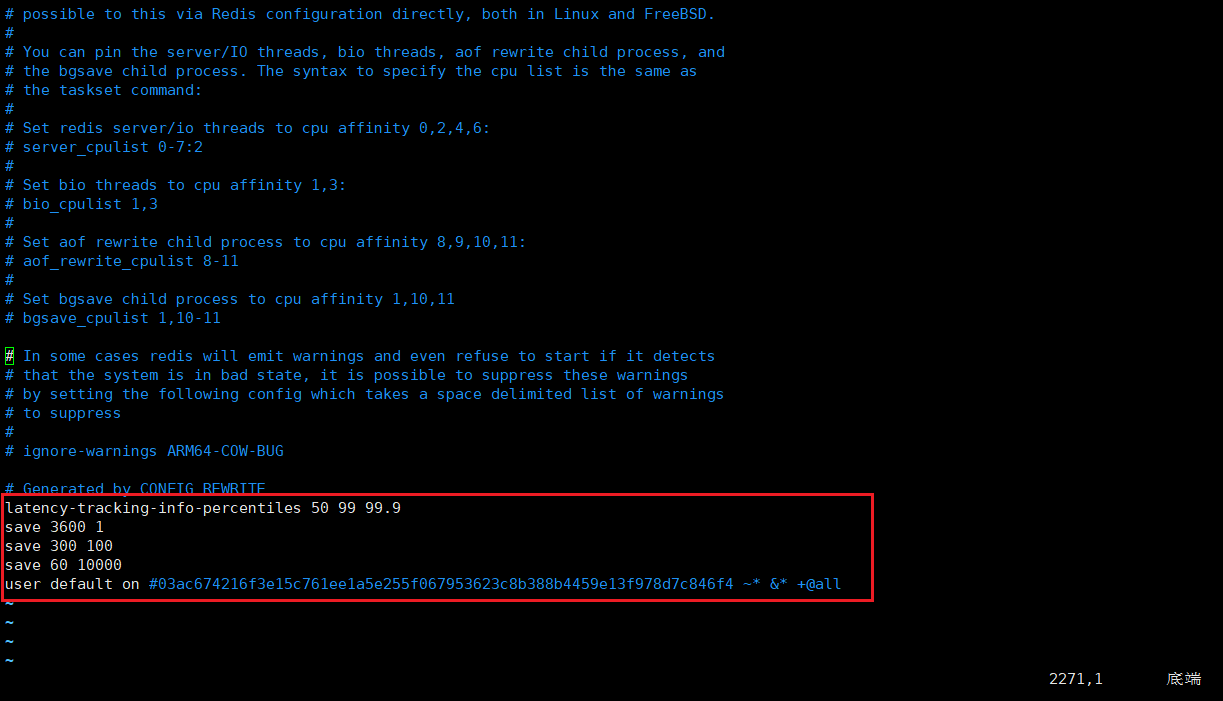 # possible to this via Redis configuration directly, both in Linux and FreeBSD.
#
# You can pin the server/IO threads, bio threads, aof rewrite child process, and
# the bgsave child process. The syntax to specify the cpu list is the same as
# the taskset command:
#
# Set redis server/io threads to cpu affinity 0,2,4,6:
# server_cpulist 0-7:2
#
# Set bio threads to cpu affinity 1,3:
# bio_cpulist 1,3
#
# Set aof rewrite child process to cpu affinity 8,9,10,11:
# aof_rewrite_cpulist 8-11
#
# Set bgsave child process to cpu affinity 1,10,11
# bgsave_cpulist 1,10-11
# In some cases redis will emit warnings and even refuse to start if it detects
# that the system is in bad state, it is possible to suppress these warnings
# by setting the following config which takes a space delimited list of warnings
# to suppress
#
# ignore-warnings ARM64-COW-BUG
# Generated by CONFIG REWRITE
latency-tracking-info-percentiles 50 99 99.9
save 3600 1
save 300 100
save 60 10000
user default on #03ac674216f3e15c761ee1a5e255f067953623c8b388b4459e13f978d7c846f4 ~* &* +@all
~
~
~
~
2271,1 底端